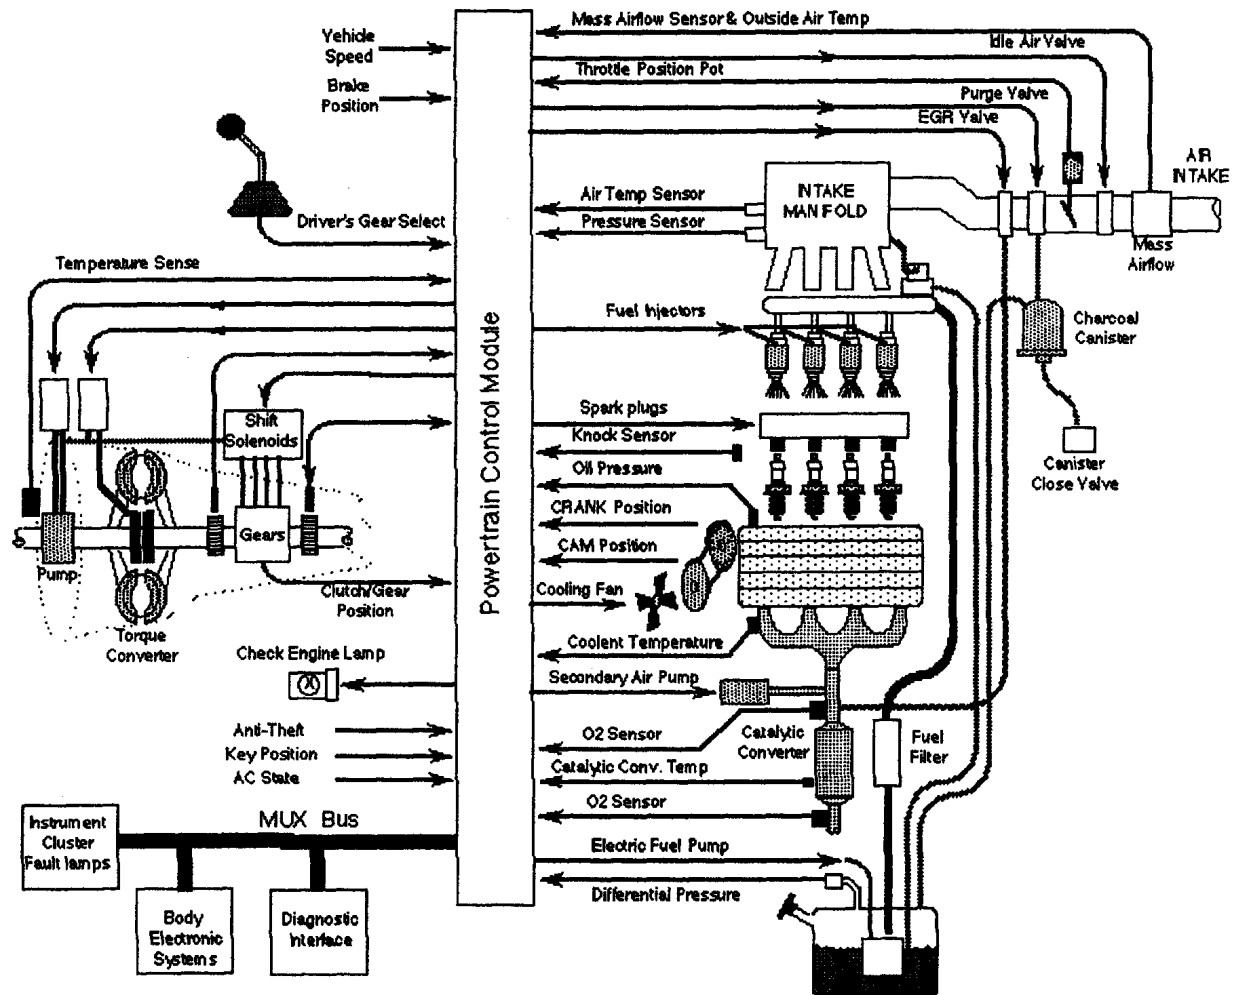 Mass Airflow Sensor & Outside Air Temp
Idle Air Valve
Throttle Position Pot
Purge Valve
EGR Valve
Vehicle
Speed
Brake
Position
AIR
INTAKE
INTAKE
MANIFOLD
Air Temp Sensor
Pressure Sensor
Driver's Gear Select
Temperature Sense
Mass
Airflow
Fuel Injectors
Charcoal
Canister
Powertrain Control Module
Shift
Solenoids
Spark plugs
Knock Sensor
Oil Pressure
Canister
Close Valve
CRANK Position
CAM Position
Gears
Pump
Cooling Fan
Clutch/Gear
Position
Torque
Converter
Coolent Temperature
Check Engine Lamp
Secondary Air Pump
Anti-Theft
Key Position
AC State
O2 Sensor
Catalytic
Converter
Fuel
Filter
Catalytic Conv. Temp
O2 Sensor
MUX Bus
Instrument
Cluster
Fault lamps
Electric Fuel Pump
Differential Pressure
Body
Electronic
Systems
Diagnostic
Interface